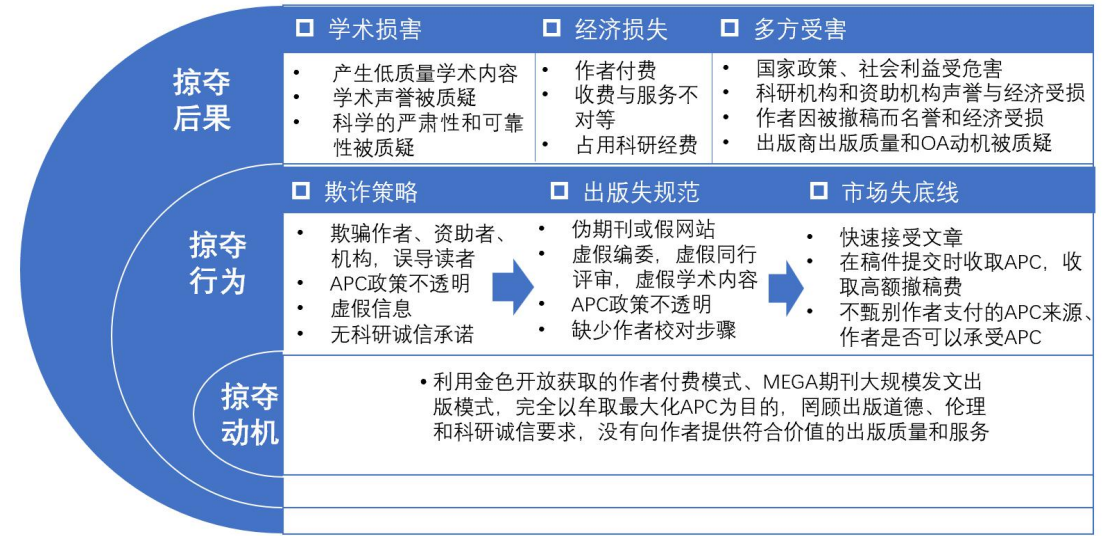 掠夺
后果
学术损害
• 产生低质量学术内容
• 学术声誉被质疑
• 科学的严肃性和可靠
性被质疑
经济损失
• 作者付费
• 收费与服务不
对等
• 占用科研经费
多方受害
• 国家政策、社会利益受危害
• 科研机构和资助机构声誉与经济受损
• 作者因被撤稿而名誉和经济受损
• 出版商出版质量和OA动机被质疑
掠夺
行为
欺诈策略
• 欺骗作者、资助者、
机构，误导读者
• APC政策不透明
• 虚假信息
• 无科研诚信承诺
出版失规范
• 伪期刊或假网站
• 虚假编委，虚假同行
评审，虚假学术内容
• APC政策不透明
• 缺少作者校对步骤
市场失底线
• 快速接受文章
• 在稿件提交时收取APC，收
取高额撤稿费
• 不甄别作者支付的APC来源、
作者是否可以承受APC
掠夺
动机
• 利用金色开放获取的作者付费模式、MEGA期刊大规模发文出
版模式，完全以牟取最大化APC为目的，罔顾出版道德、伦理
和科研诚信要求，没有向作者提供符合价值的出版质量和服务